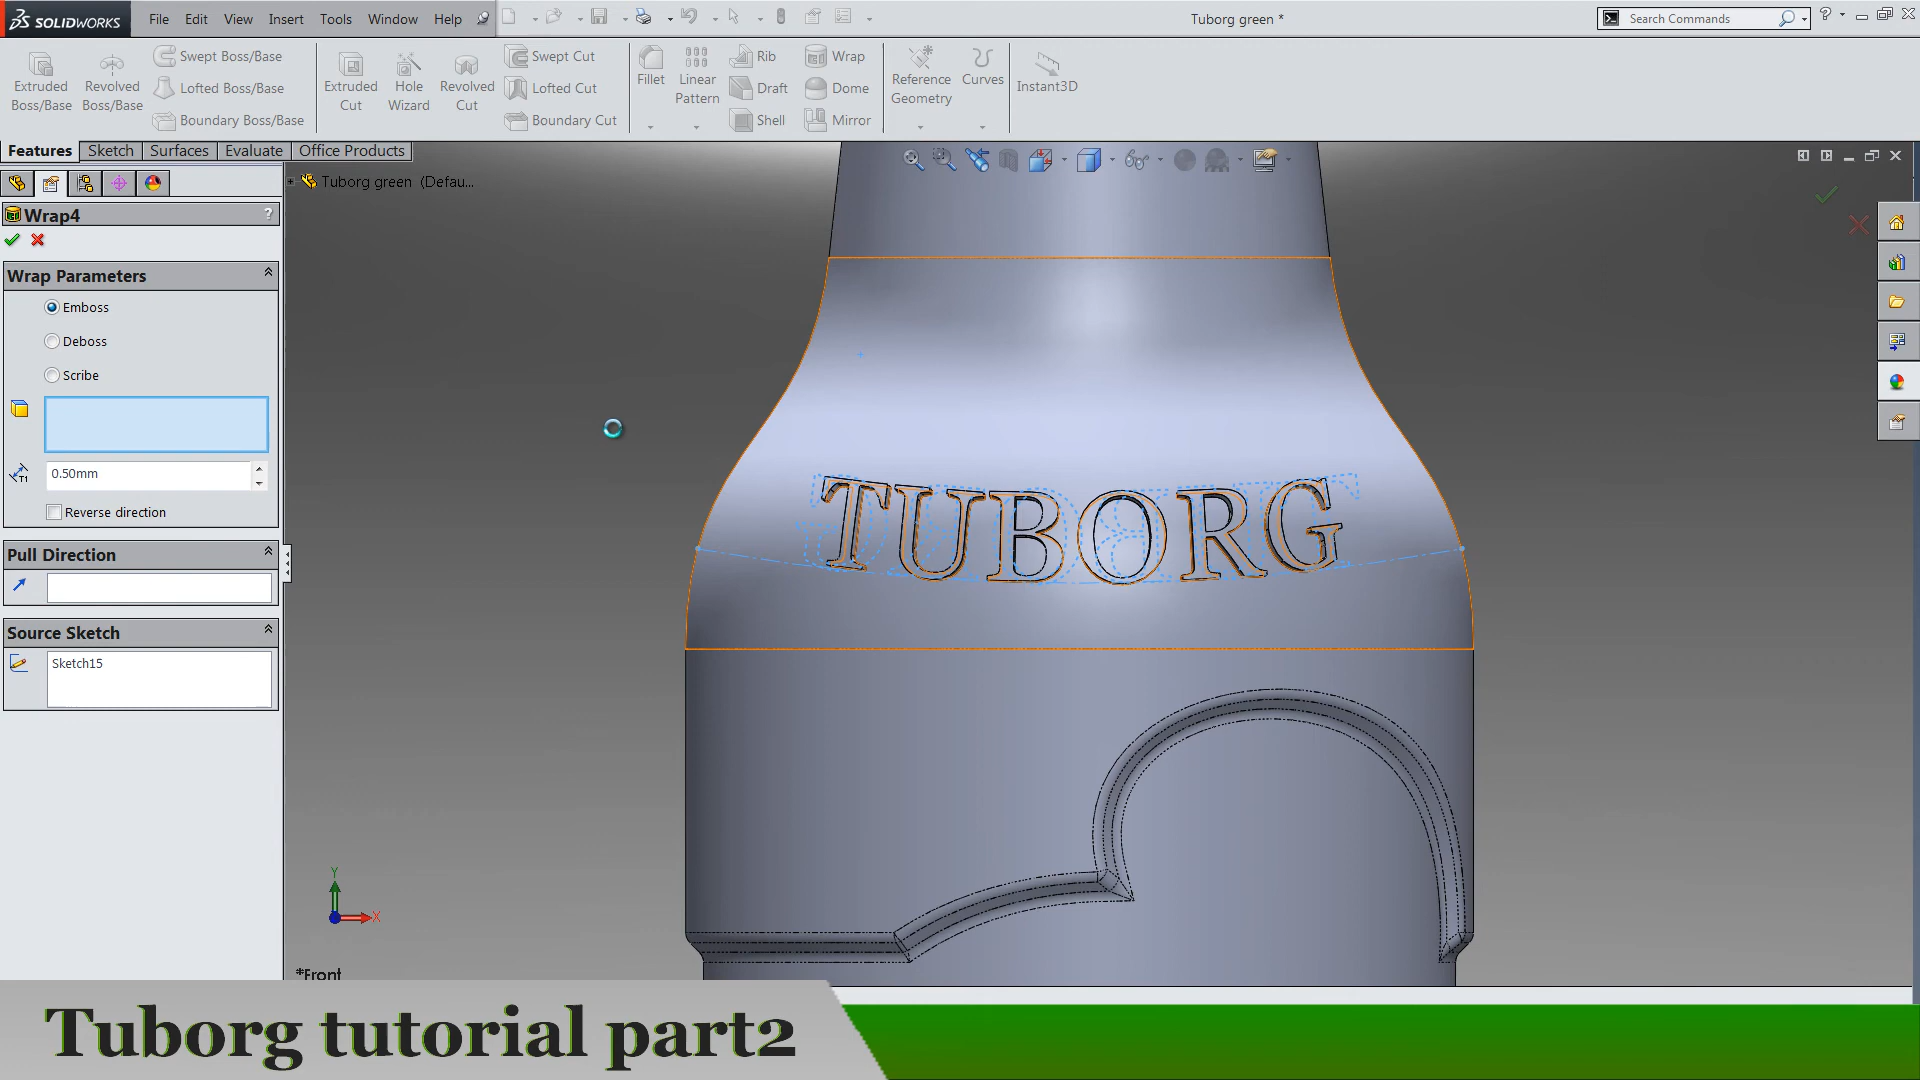 SOLIDWORKS File Edit View Insert Tools Window Help Tuborg green * Search Commands ?
Extruded Boss/Base
Revolved Boss/Base
Swept Boss/Base
Lofted Boss/Base
Boundary Boss/Base
Extruded Cut
Hole Wizard
Revolved Cut
Swept Cut
Lofted Cut
Boundary Cut
Fillet
Linear Pattern
Rib
Draft
Shell
Wrap
Dome
Mirror
Reference Geometry
Curves
Instant3D
Features Sketch Surfaces Evaluate Office Products
Tuborg green (Defau...
Wrap4 ?
Wrap Parameters
Emboss
Deboss
Scribe
T1 0.50mm
Reverse direction
Pull Direction
Source Sketch
Sketch15
TUBORG
Y
X
*Front
Tuborg tutorial part2